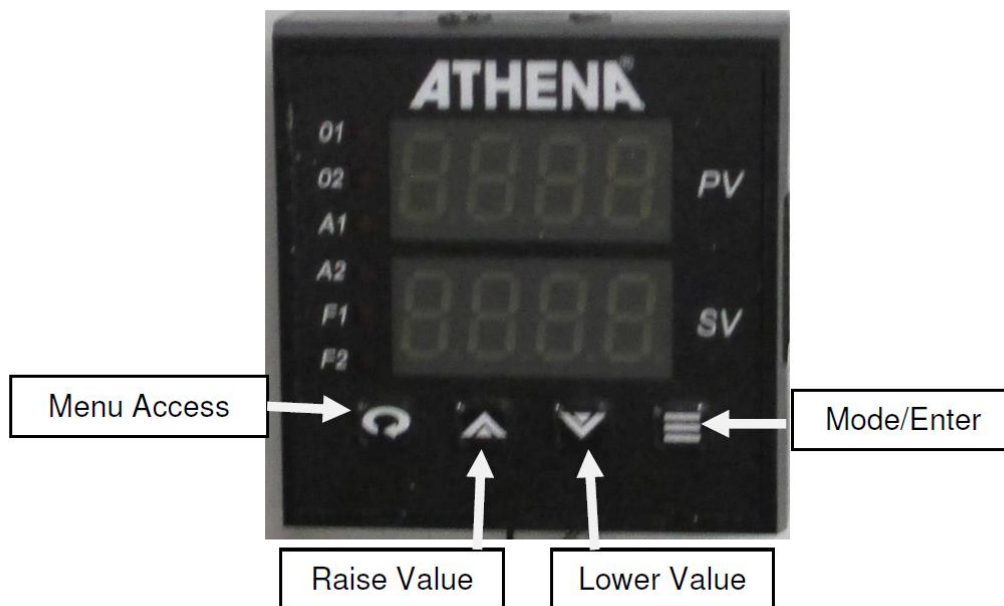 ATHENA®
01
02
A1
A2
F1
F2
PV
SV
Menu Access
Mode/Enter
Raise Value
Lower Value